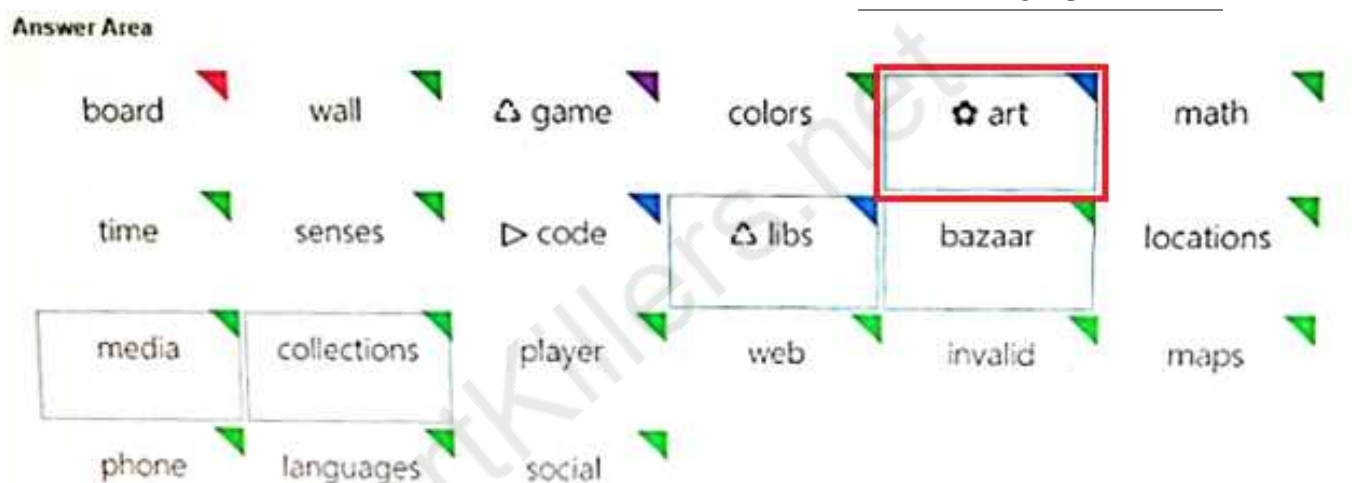 Answer Area
board wall ♺ game colors ✿ art math
time senses ▷ code ♺ libs bazaar locations
media collections player web invalid maps
phone languages social